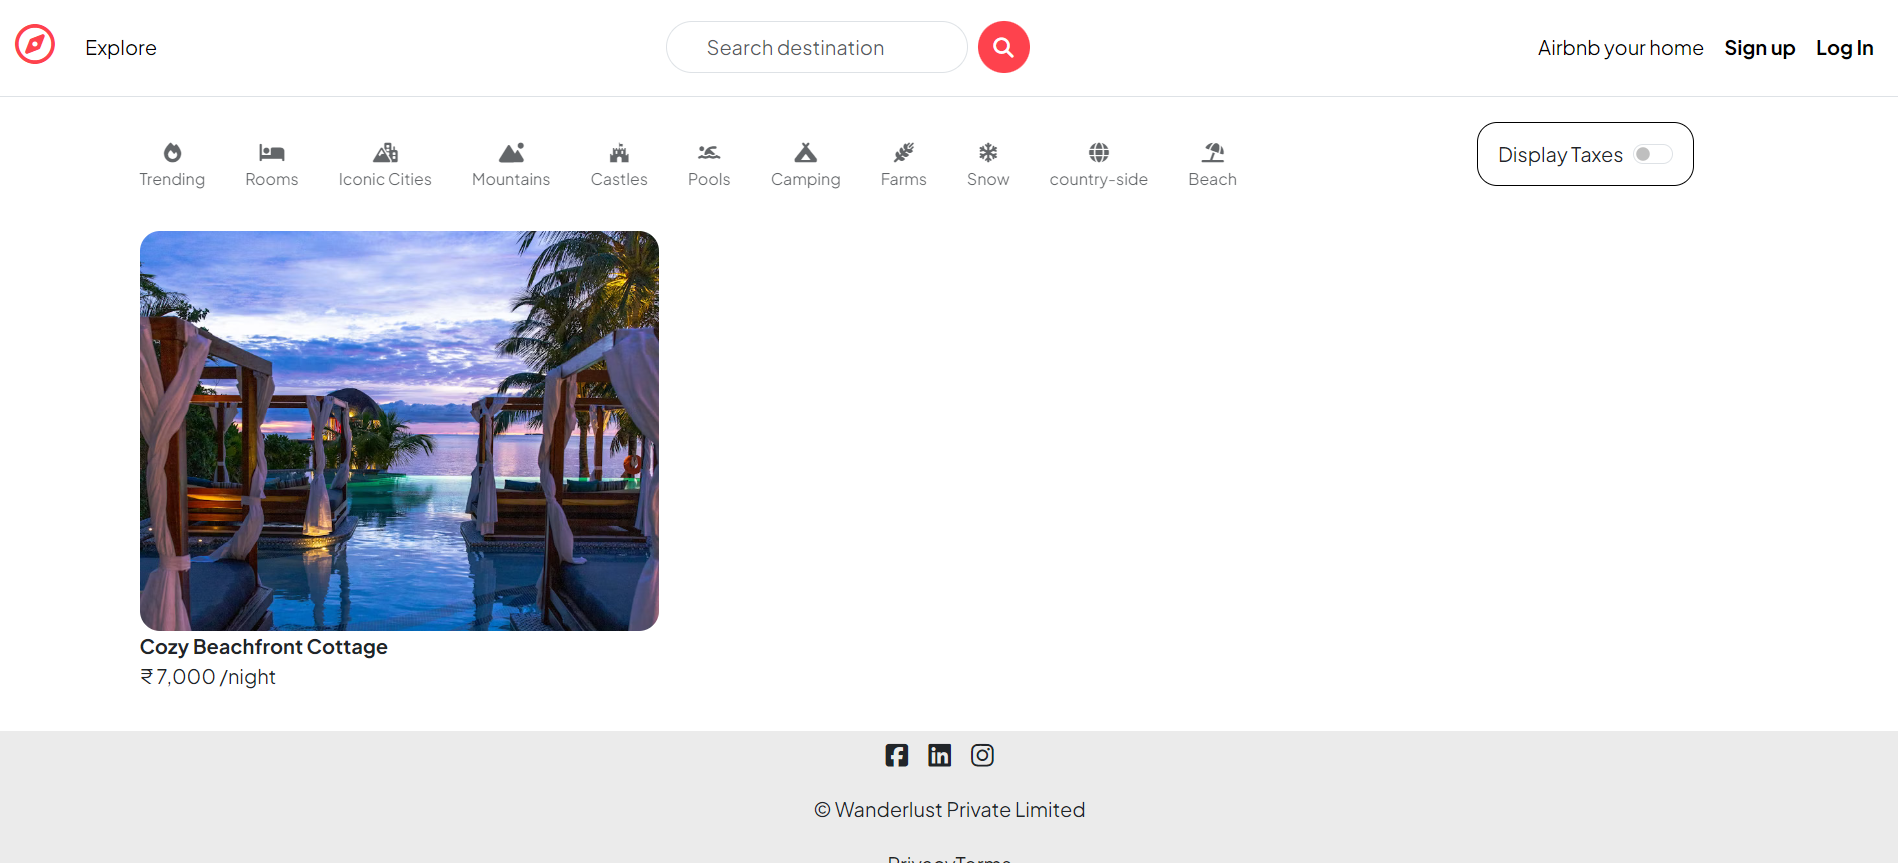 Explore
Search destination
Airbnb your home Sign up Log In
Trending Rooms Iconic Cities Mountains Castles Pools Camping Farms Snow country-side Beach
Display Taxes
Cozy Beachfront Cottage
₹ 7,000 /night
© Wanderlust Private Limited
PrivacyTerms